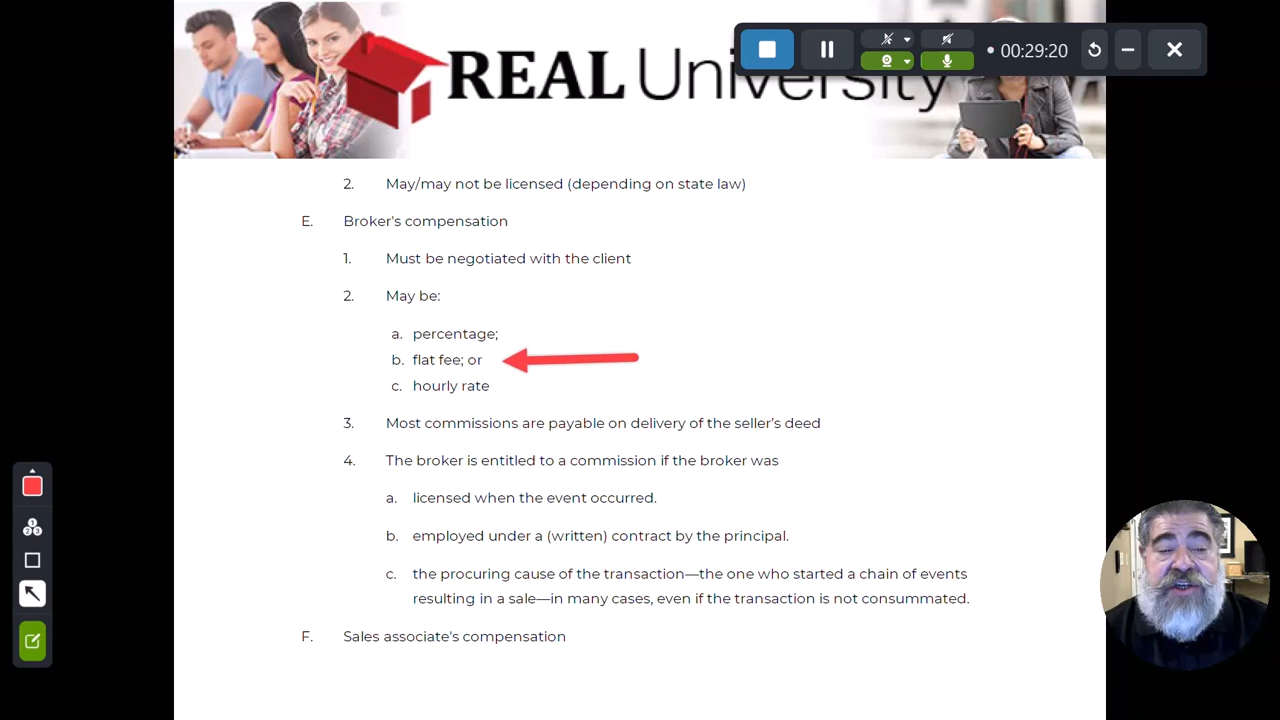 REAL University
00:29:20
2. May/may not be licensed (depending on state law)
E. Broker's compensation
1. Must be negotiated with the client
2. May be:
a. percentage;
b. flat fee; or
c. hourly rate
3. Most commissions are payable on delivery of the seller's deed
4. The broker is entitled to a commission if the broker was
a. licensed when the event occurred.
b. employed under a (written) contract by the principal.
c. the procuring cause of the transaction—the one who started a chain of events
resulting in a sale—in many cases, even if the transaction is not consummated.
F. Sales associate's compensation